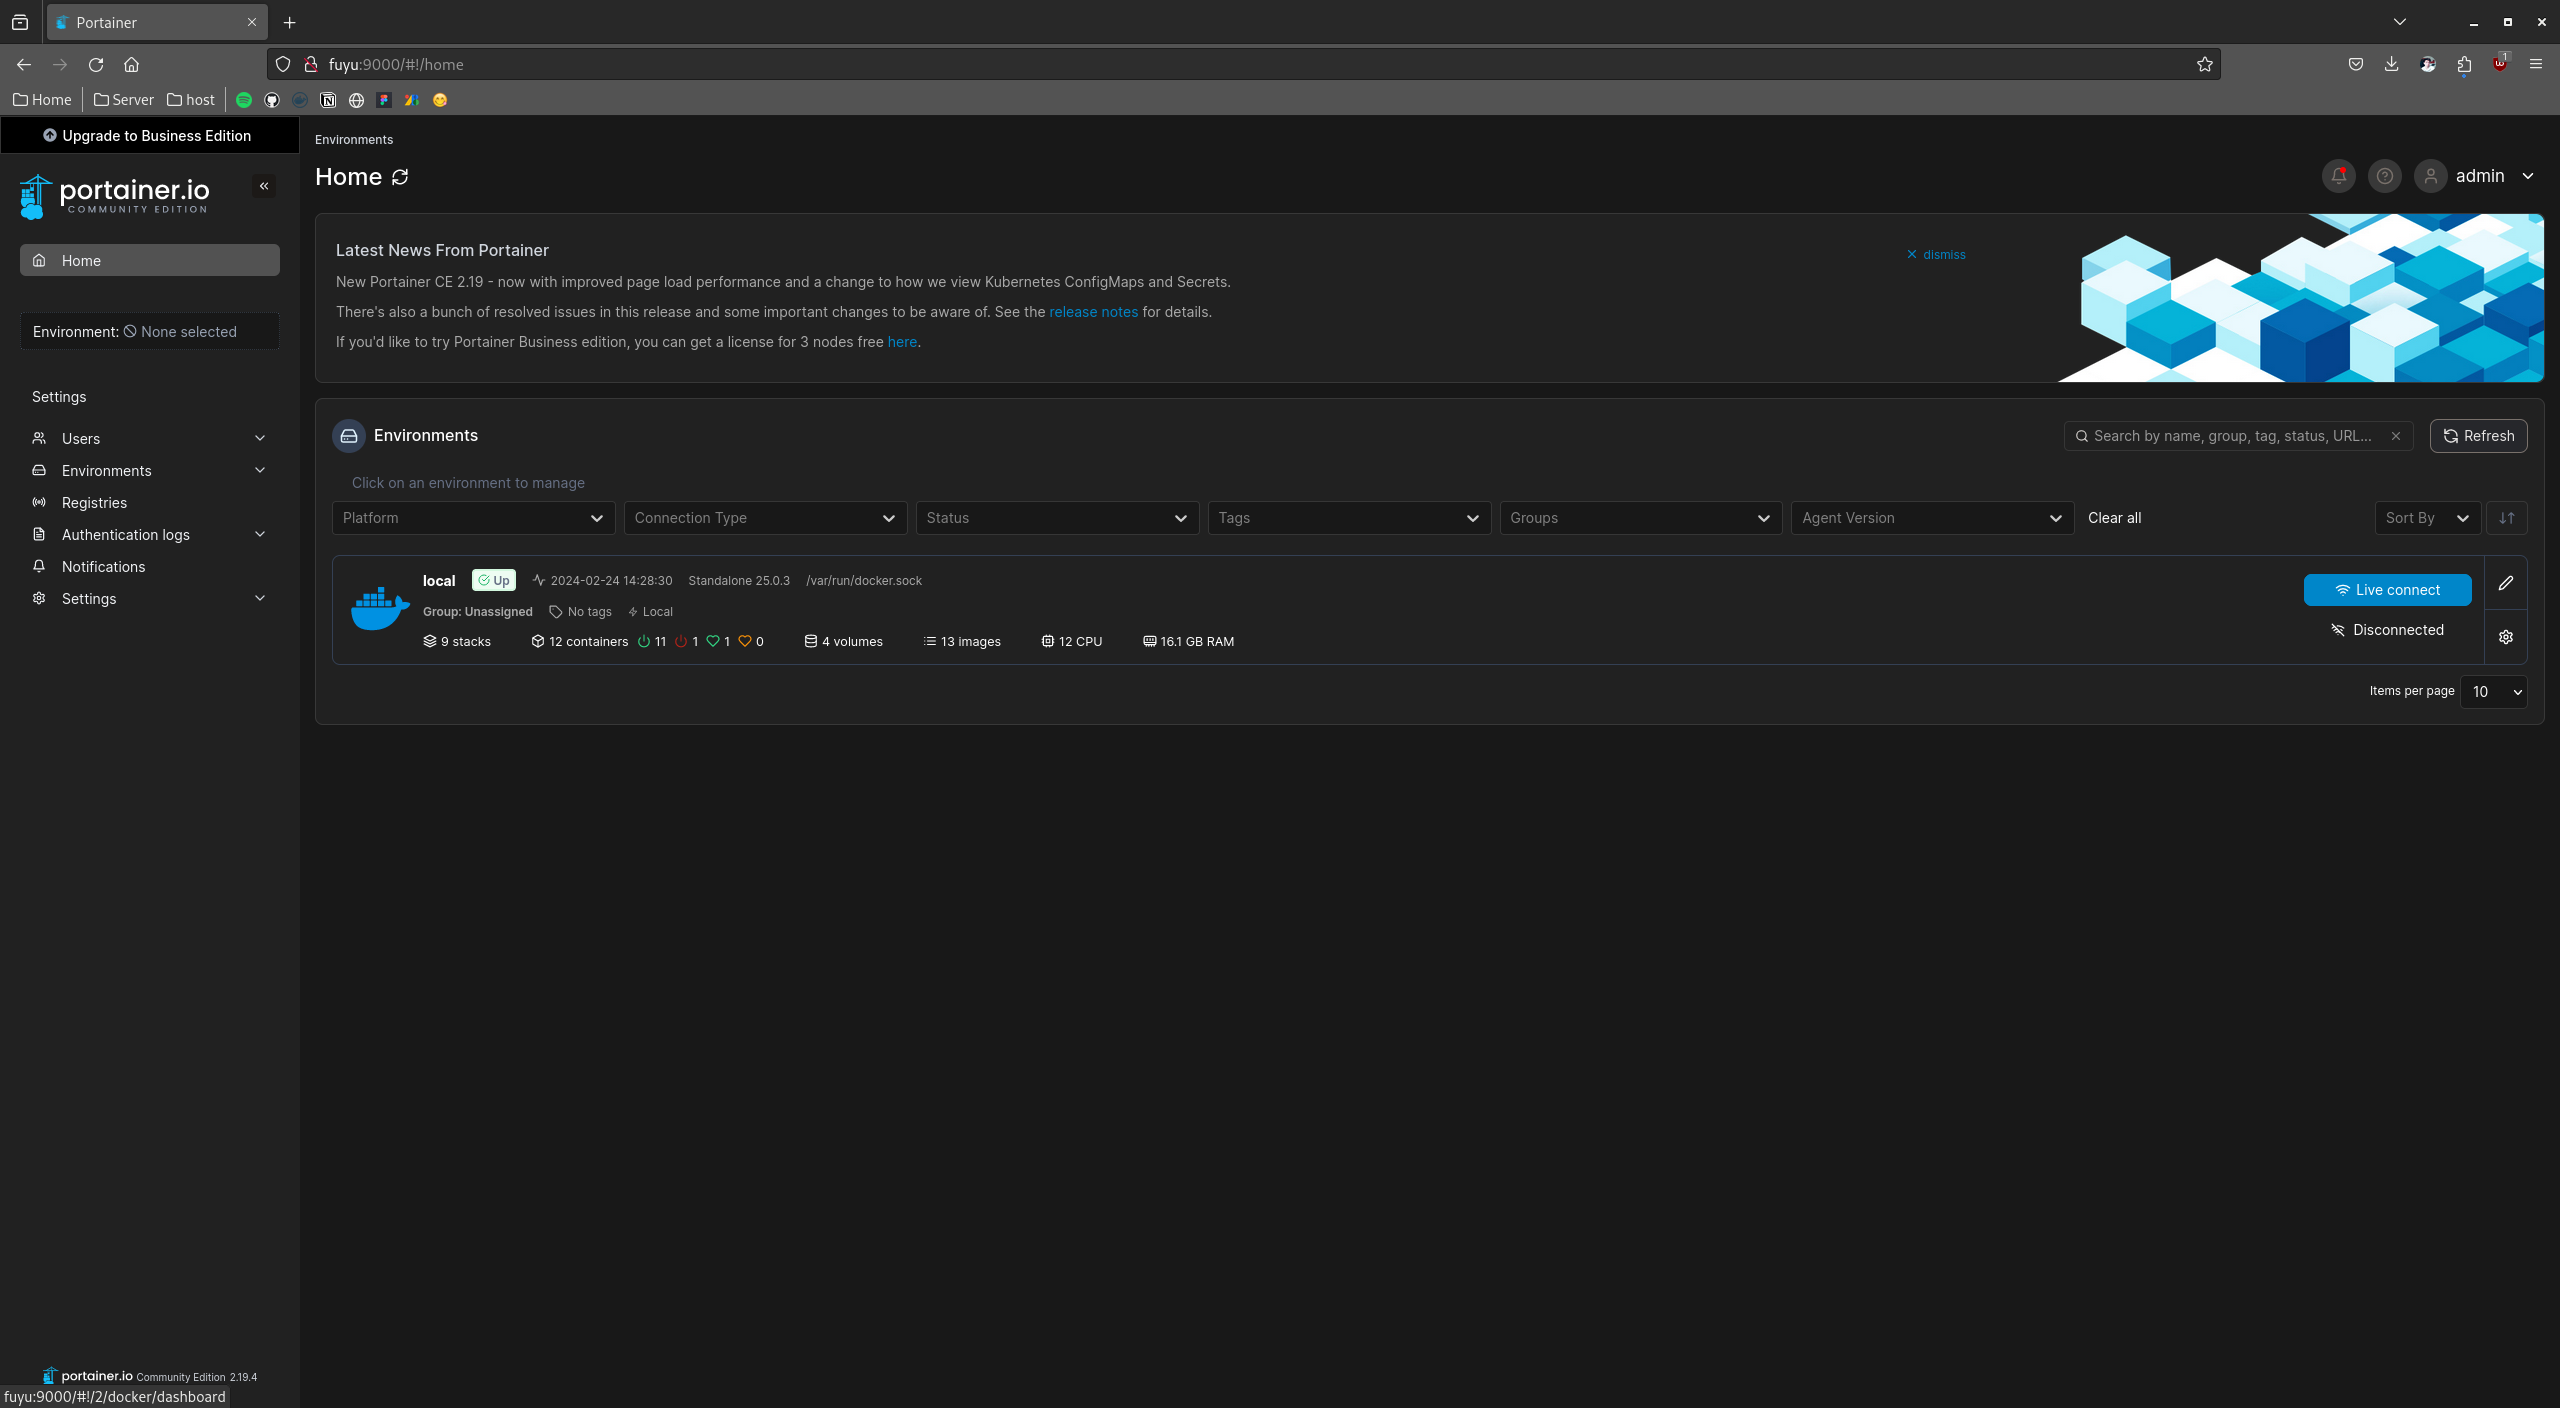 Portainer
fuyu:9000/#!/home
1
Home
Server
host
Upgrade to Business Edition
portainer.io
COMMUNITY EDITION
Home
Environment: None selected
Settings
Users
Environments
Registries
Authentication logs
Notifications
Settings
Environments
Home
admin
Latest News From Portainer
dismiss
New Portainer CE 2.19 - now with improved page load performance and a change to how we view Kubernetes ConfigMaps and Secrets.
There's also a bunch of resolved issues in this release and some important changes to be aware of. See the release notes for details.
If you'd like to try Portainer Business edition, you can get a license for 3 nodes free here.
Environments
Search by name, group, tag, status, URL...
Refresh
Click on an environment to manage
Platform
Connection Type
Status
Tags
Groups
Agent Version
Clear all
Sort By
local Up 2024-02-24 14:28:30 Standalone 25.0.3 /var/run/docker.sock
Group: Unassigned No tags Local
9 stacks 12 containers 11 1 1 0 4 volumes 13 images 12 CPU 16.1 GB RAM
Live connect
Disconnected
Items per page 10
portainer.io Community Edition 2.19.4
fuyu:9000/#!/2/docker/dashboard